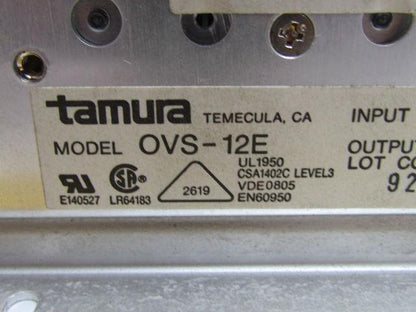 tamura TEMECULA, CA INPUT
MODEL OVS-12E OUTPUT
UL1950 LOT CO
CSA1402C LEVEL3 92
2619 VDE0805
E140527 LR64183 EN60950